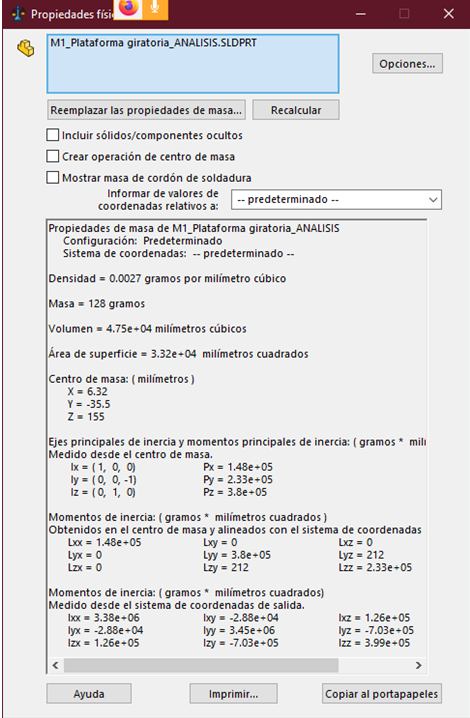 Propiedades físi
M1_Plataforma giratoria_ANALISIS.SLDPRT
Opciones...
Reemplazar las propiedades de masa...
Recalcular
Incluir sólidos/componentes ocultos
Crear operación de centro de masa
Mostrar masa de cordón de soldadura
Informar de valores de
coordenadas relativos a:
-- predeterminado --
Propiedades de masa de M1_Plataforma giratoria_ANALISIS
Configuración: Predeterminado
Sistema de coordenadas: -- predeterminado --
Densidad = 0.0027 gramos por milímetro cúbico
Masa = 128 gramos
Volumen = 4.75e+04 milímetros cúbicos
Área de superficie = 3.32e+04 milímetros cuadrados
Centro de masa: ( milímetros )
X = 6.32
Y = -35.5
Z = 155
Ejes principales de inercia y momentos principales de inercia: ( gramos * milí
Medido desde el centro de masa.
Ix = ( 1, 0, 0) Px = 1.48e+05
Iy = ( 0, 0, -1) Py = 2.33e+05
Iz = ( 0, 1, 0) Pz = 3.8e+05
Momentos de inercia: ( gramos * milímetros cuadrados )
Obtenidos en el centro de masa y alineados con el sistema de coordenadas
Lxx = 1.48e+05 Lxy = 0 Lxz = 0
Lyx = 0 Lyy = 3.8e+05 Lyz = 212
Lzx = 0 Lzy = 212 Lzz = 2.33e+05
Momentos de inercia: ( gramos * milímetros cuadrados)
Medido desde el sistema de coordenadas de salida.
Ixx = 3.38e+06 Ixy = -2.88e+04 Ixz = 1.26e+05
Iyx = -2.88e+04 Iyy = 3.45e+06 Iyz = -7.03e+05
Izx = 1.26e+05 Izy = -7.03e+05 Izz = 3.99e+05
Ayuda
Imprimir...
Copiar al portapapeles